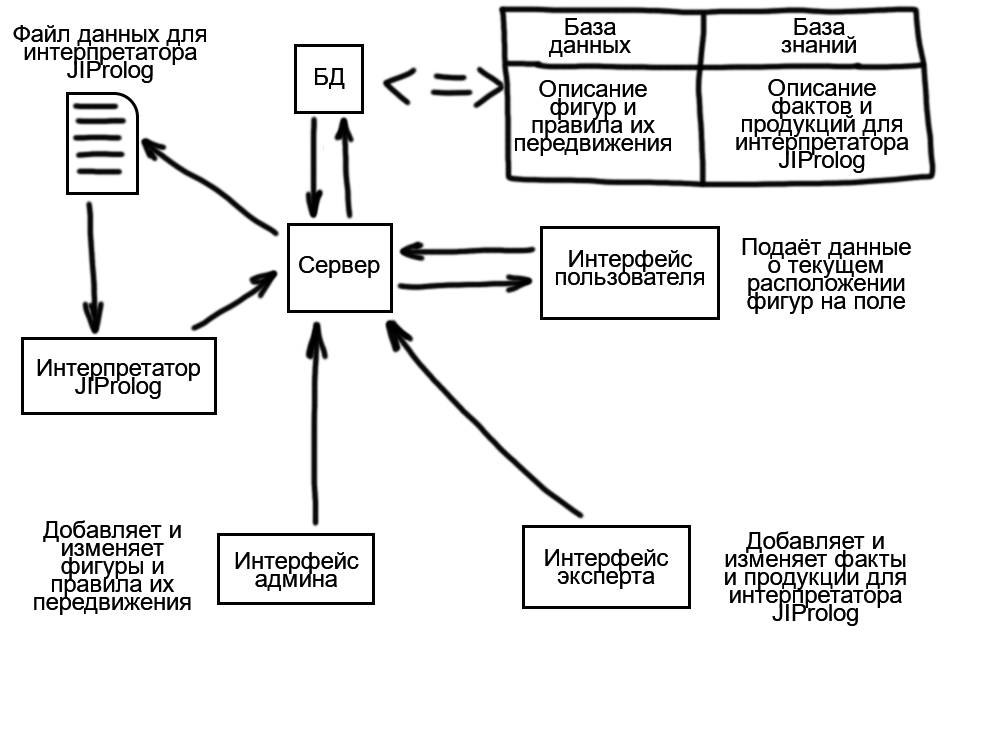 Файл данных для
интерпретатора
JIProlog
БД
База
данных
База
знаний
Описание
фигур и
правила их
передвижения
Описание
фактов и
продукций для
интерпретатора
JIProlog
Сервер
Интерфейс
пользователя
Подаёт данные
о текущем
расположении
фигур на поле
Интерпретатор
JIProlog
Добавляет и
изменяет
фигуры и
правила их
передвижения
Интерфейс
админа
Интерфейс
эксперта
Добавляет и
изменяет факты
и продукции для
интерпретатора
JIProlog